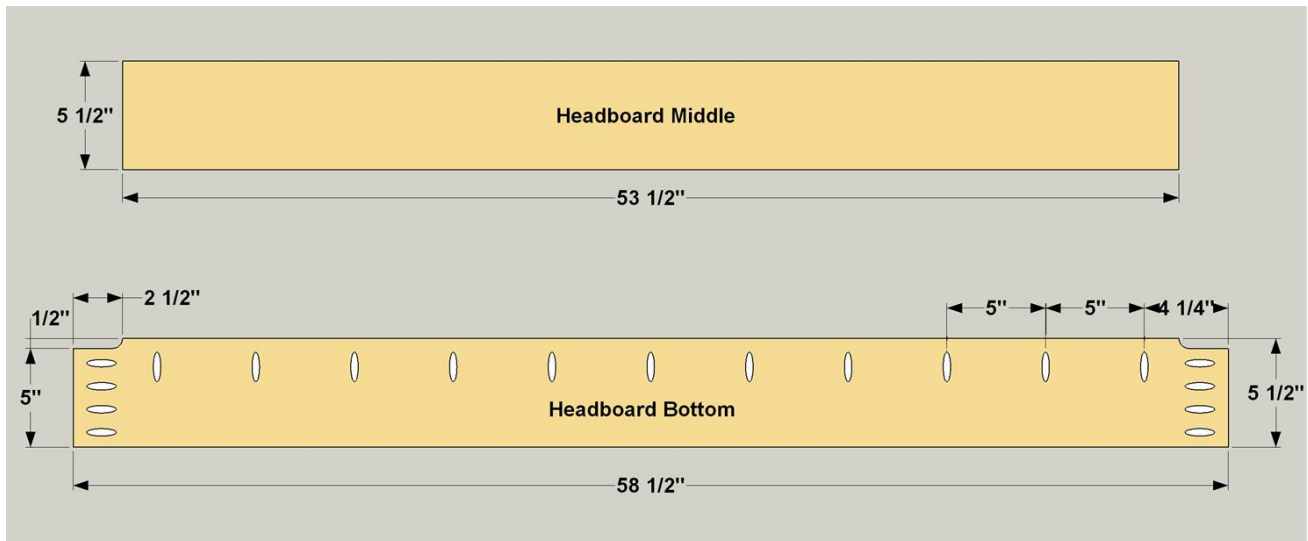 5 1/2"
Headboard Middle
53 1/2"
2 1/2"
1/2"
5" 5" 4 1/4"
5"
5 1/2"
Headboard Bottom
58 1/2"